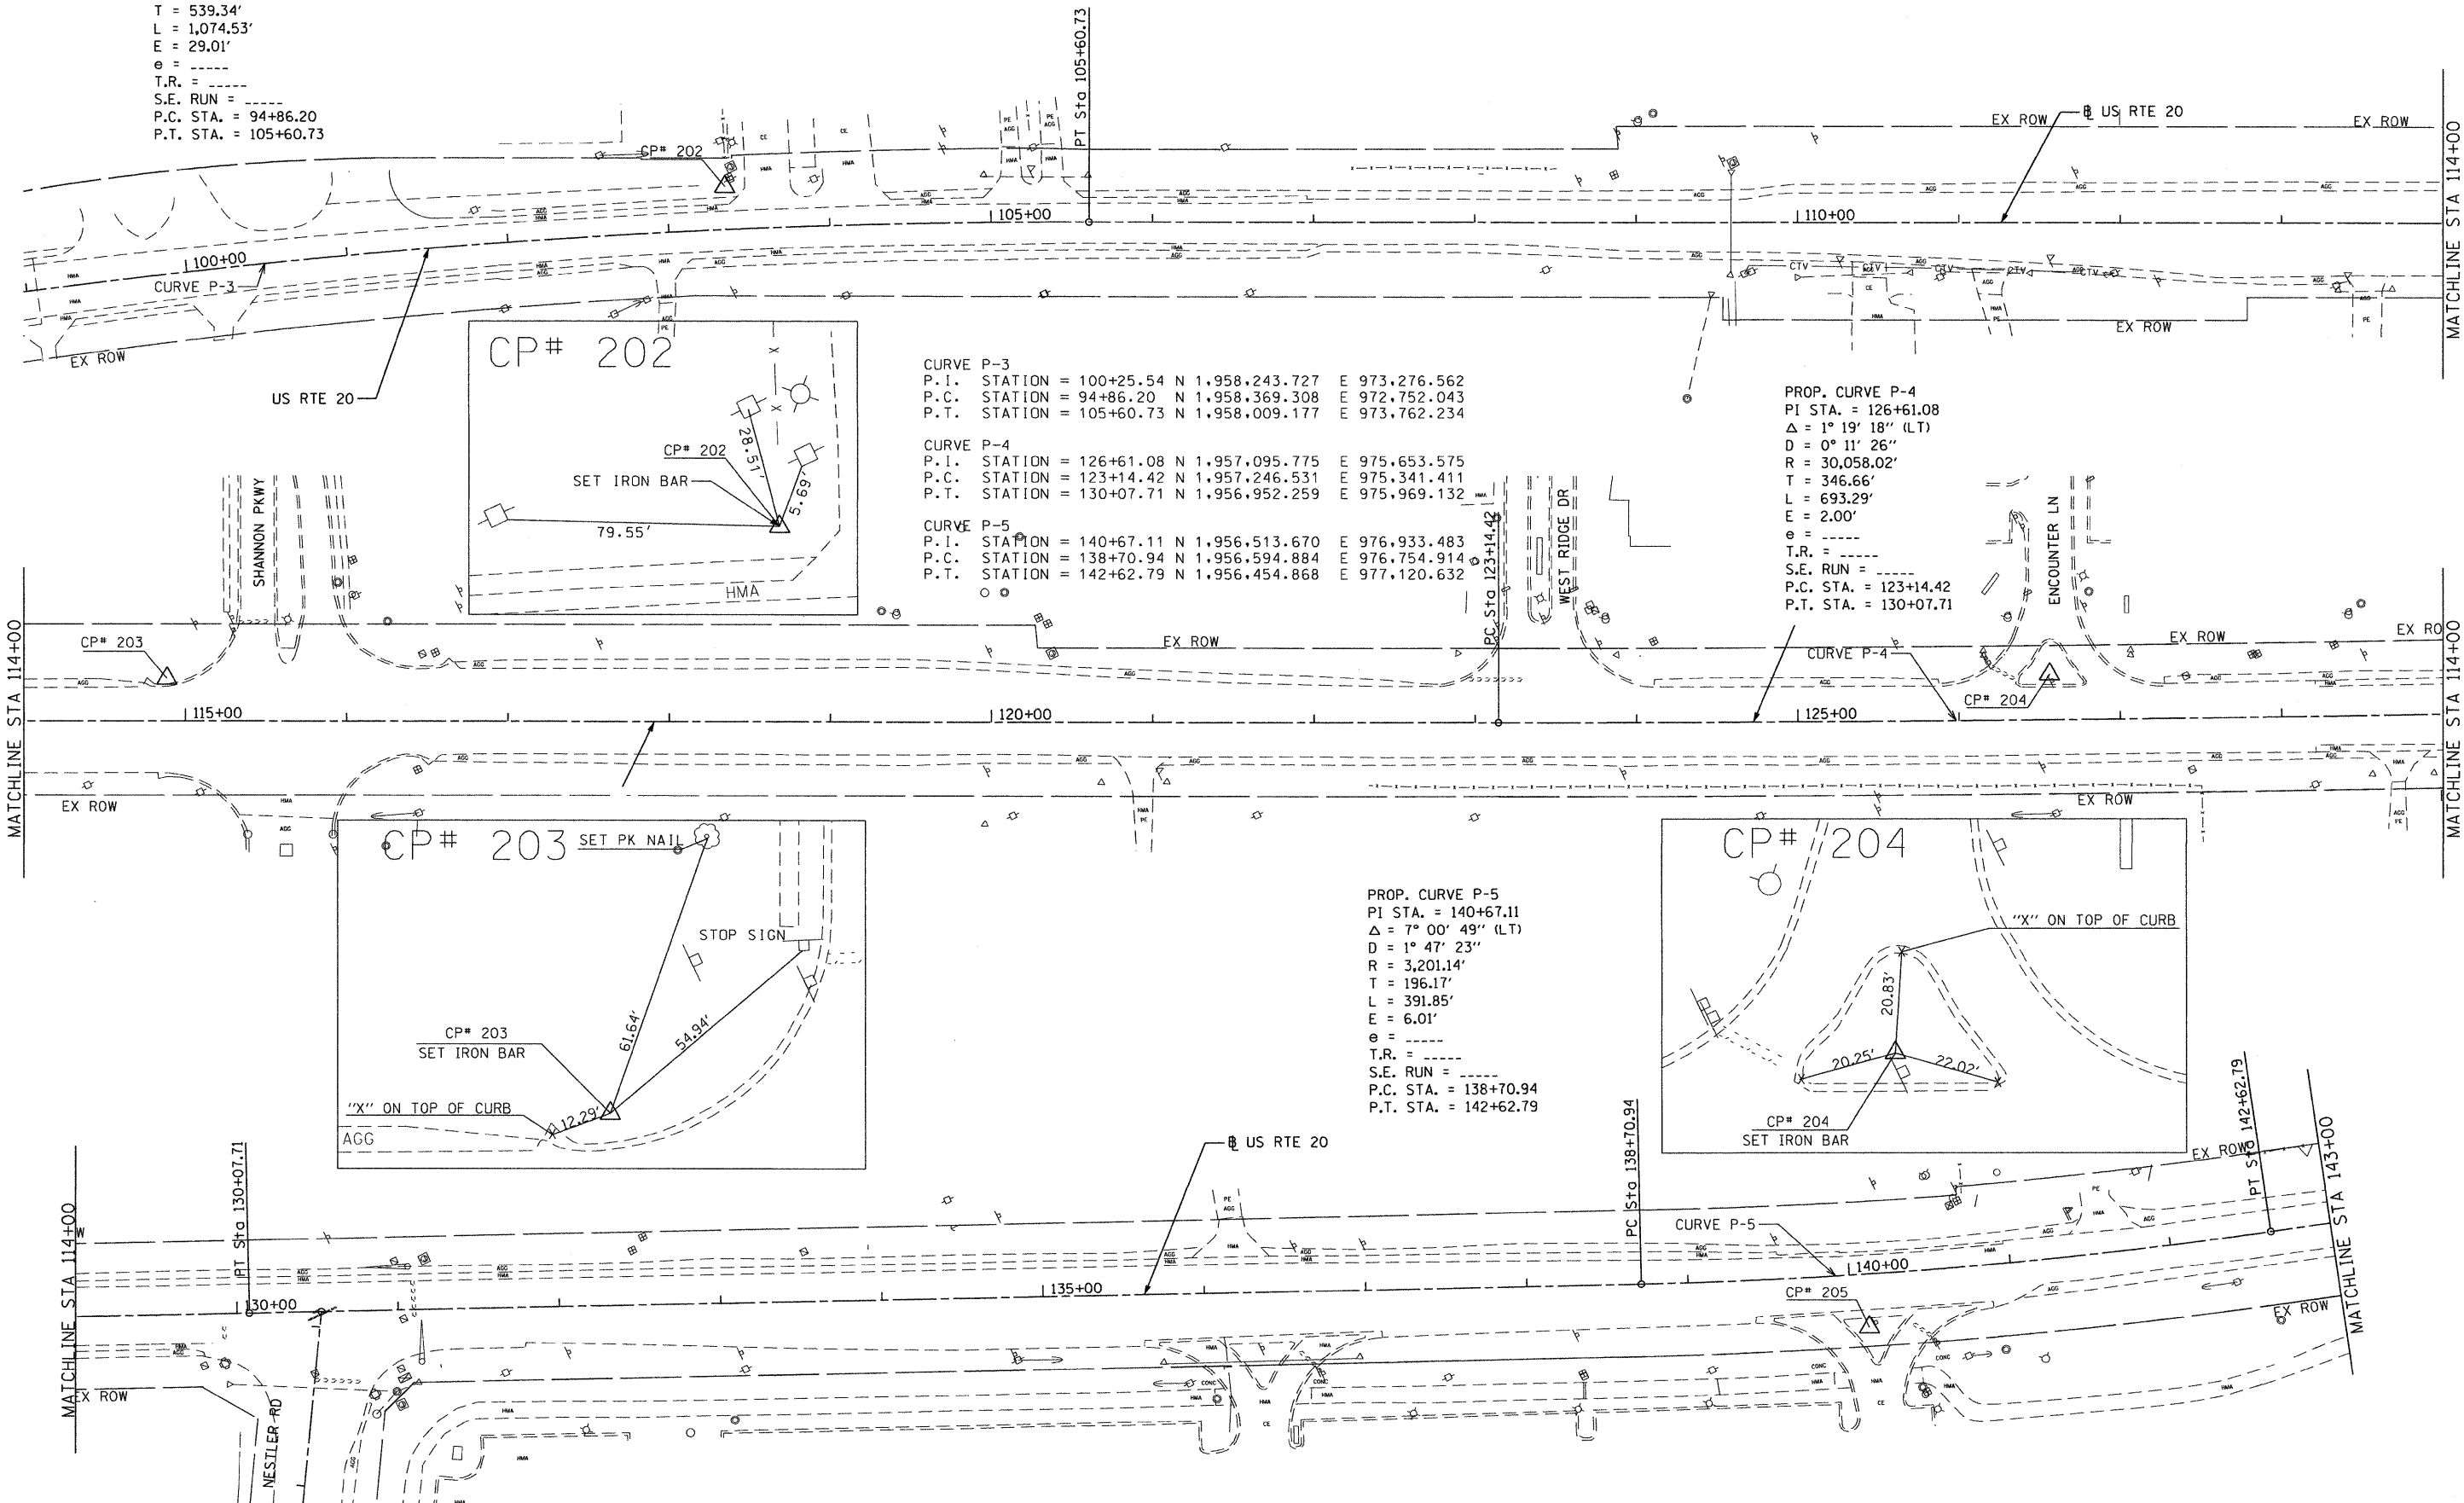 T = 539.34'
L = 1,074.53'
E = 29.01'
e = -----
T.R. = -----
S.E. RUN = -----
P.C. STA. = 94+86.20
P.T. STA. = 105+60.73
PT Sta 105+60.73
CP# 202
EX ROW
US RTE 20
EX ROW
MATCHLINE STA 114+00
100+00
105+00
110+00
CURVE P-3
CTV
CTV
CTV
CTV
EX ROW
EX ROW
US RTE 20
CP# 202
28.51'
CP# 202
SET IRON BAR
5.69'
79.55'
HMA
CURVE P-3
P.I. STATION = 100+25.54 N 1,958,243.727 E 973,276.562
P.C. STATION = 94+86.20 N 1,958,369.308 E 972,752.043
P.T. STATION = 105+60.73 N 1,958,009.177 E 973,762.234
CURVE P-4
P.I. STATION = 126+61.08 N 1,957,095.775 E 975,653.575
P.C. STATION = 123+14.42 N 1,957,246.531 E 975,341.411
P.T. STATION = 130+07.71 N 1,956,952.259 E 975,969.132
CURVE P-5
P.I. STATION = 140+67.11 N 1,956,513.670 E 976,933.483
P.C. STATION = 138+70.94 N 1,956,594.884 E 976,754.914
P.T. STATION = 142+62.79 N 1,956,454.868 E 977,120.632
PROP. CURVE P-4
PI STA. = 126+61.08
Δ = 1° 19' 18" (LT)
D = 0° 11' 26"
R = 30,058.02'
T = 346.66'
L = 693.29'
E = 2.00'
e = -----
T.R. = -----
S.E. RUN = -----
P.C. STA. = 123+14.42
P.T. STA. = 130+07.71
MATCHLINE STA 114+00
SHANNON PKWY
CP# 203
EX ROW
PC Sta 123+14.42
WEST RIDGE DR
CURVE P-4
ENCOUNTER LN
CP# 204
EX ROW
EX RO
MATCHLINE STA 114+00
115+00
120+00
125+00
EX ROW
EX ROW
CP# 203
SET PK NAIL
STOP SIGN
61.64'
54.94'
CP# 203
SET IRON BAR
"X" ON TOP OF CURB
12.29'
AGG
PROP. CURVE P-5
PI STA. = 140+67.11
Δ = 7° 00' 49" (LT)
D = 1° 47' 23"
R = 3,201.14'
T = 196.17'
L = 391.85'
E = 6.01'
e = -----
T.R. = -----
S.E. RUN = -----
P.C. STA. = 138+70.94
P.T. STA. = 142+62.79
CP# 204
"X" ON TOP OF CURB
20.83'
20.25'
22.02'
CP# 204
SET IRON BAR
MATCHLINE STA 114+00
W
PT Sta 130+07.71
US RTE 20
PC Sta 138+70.94
CURVE P-5
EX ROW
PT Sta 142+62.79
MATCHLINE STA 143+00
130+00
135+00
140+00
CP# 205
EX ROW
EX ROW
NESTLER RD